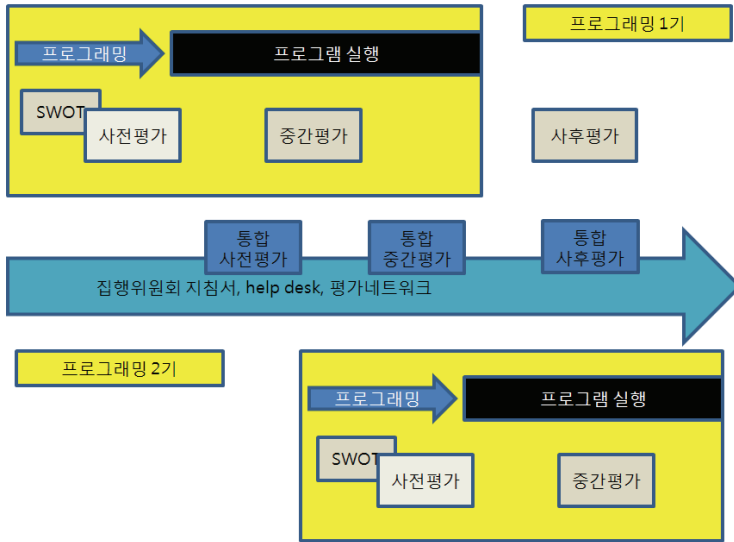 프로그래밍 1기
프로그래밍
프로그램 실행
SWOT
사전평가
중간평가
사후평가
통합
사전평가
통합
중간평가
통합
사후평가
집행위원회 지침서, help desk, 평가네트워크
프로그래밍 2기
프로그래밍
프로그램 실행
SWOT
사전평가
중간평가